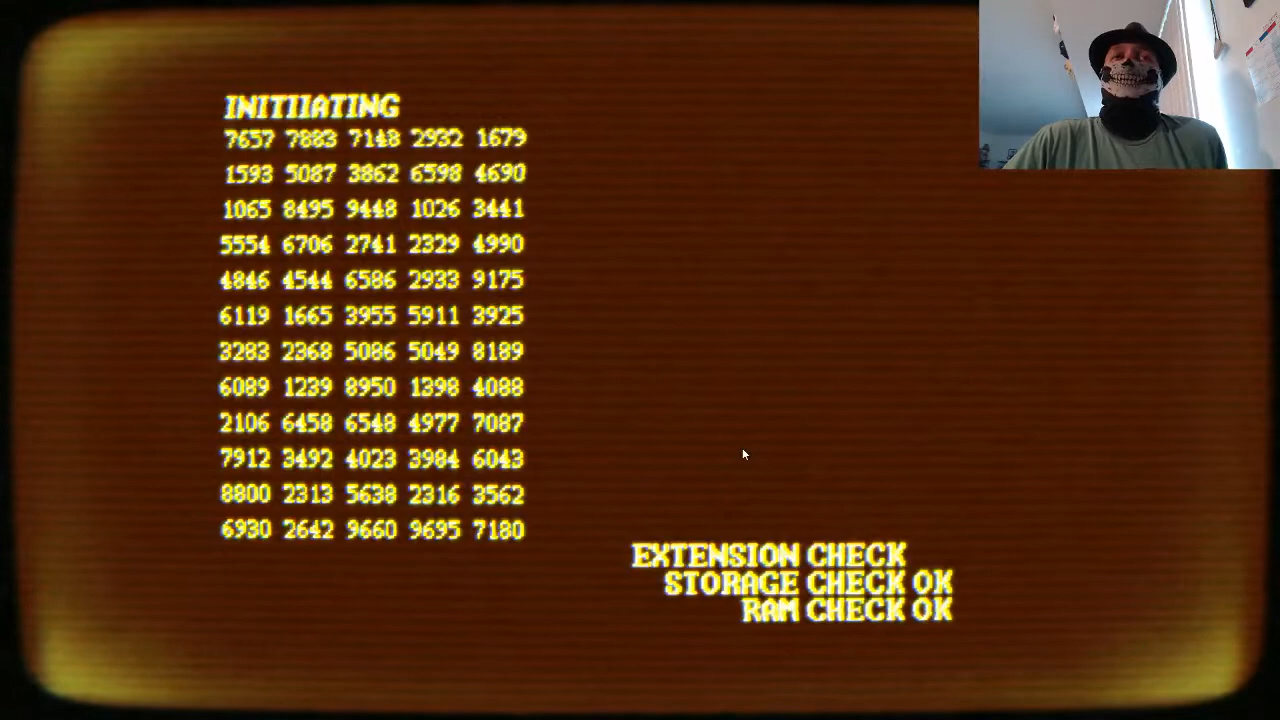 INITIIATING
7657 7883 7148 2932 1679
1593 5087 3862 6598 4690
1065 8495 9448 1026 3441
5554 6706 2741 2329 4990
4846 4544 6586 2933 9175
6119 1665 3955 5911 3925
3283 2368 5086 5049 8189
6089 1239 8950 1398 4088
2106 6458 6548 4977 7087
7912 3492 4023 3984 6043
8800 2313 5638 2316 3562
6930 2642 9660 9695 7180
EXTENSION CHECK
STORAGE CHECK OK
RAM CHECK OK